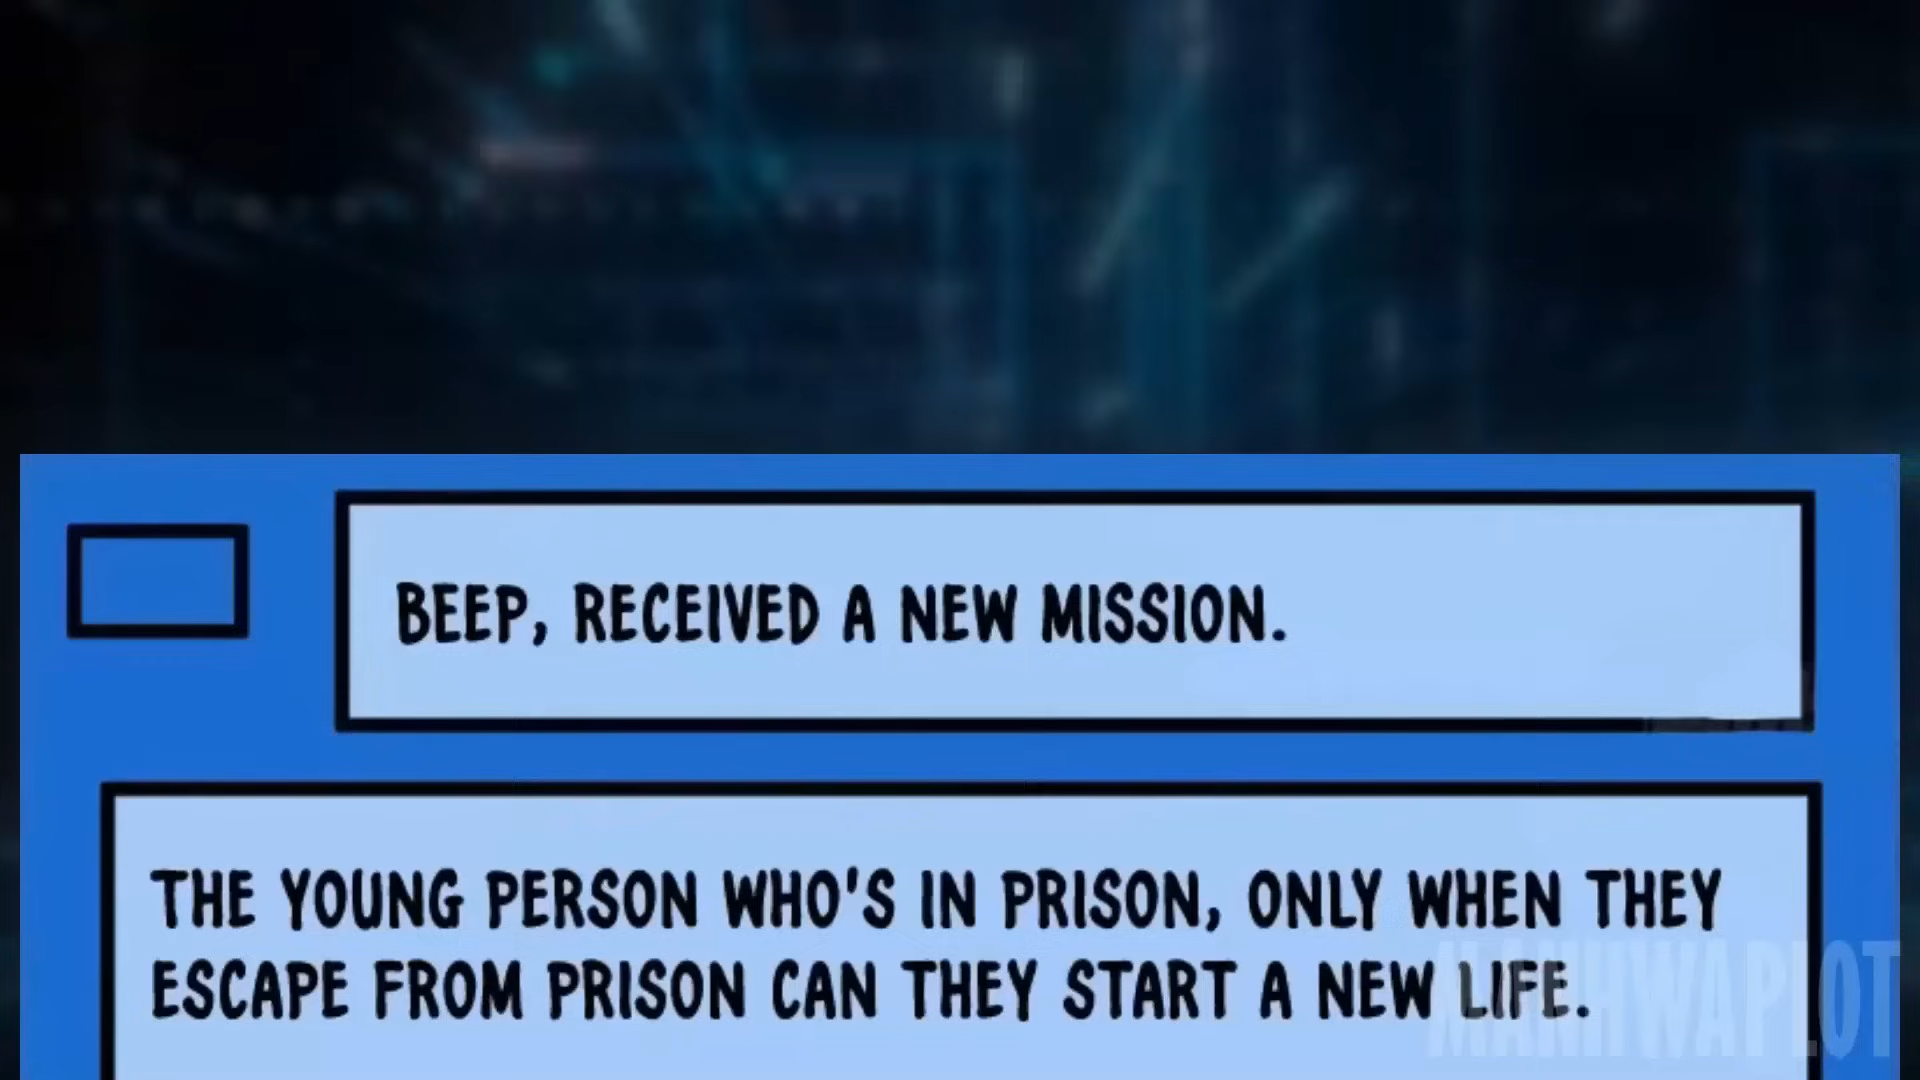 BEEP, RECEIVED A NEW MISSION.
THE YOUNG PERSON WHO'S IN PRISON, ONLY WHEN THEY
ESCAPE FROM PRISON CAN THEY START A NEW LIFE.
MANHWAPLOT